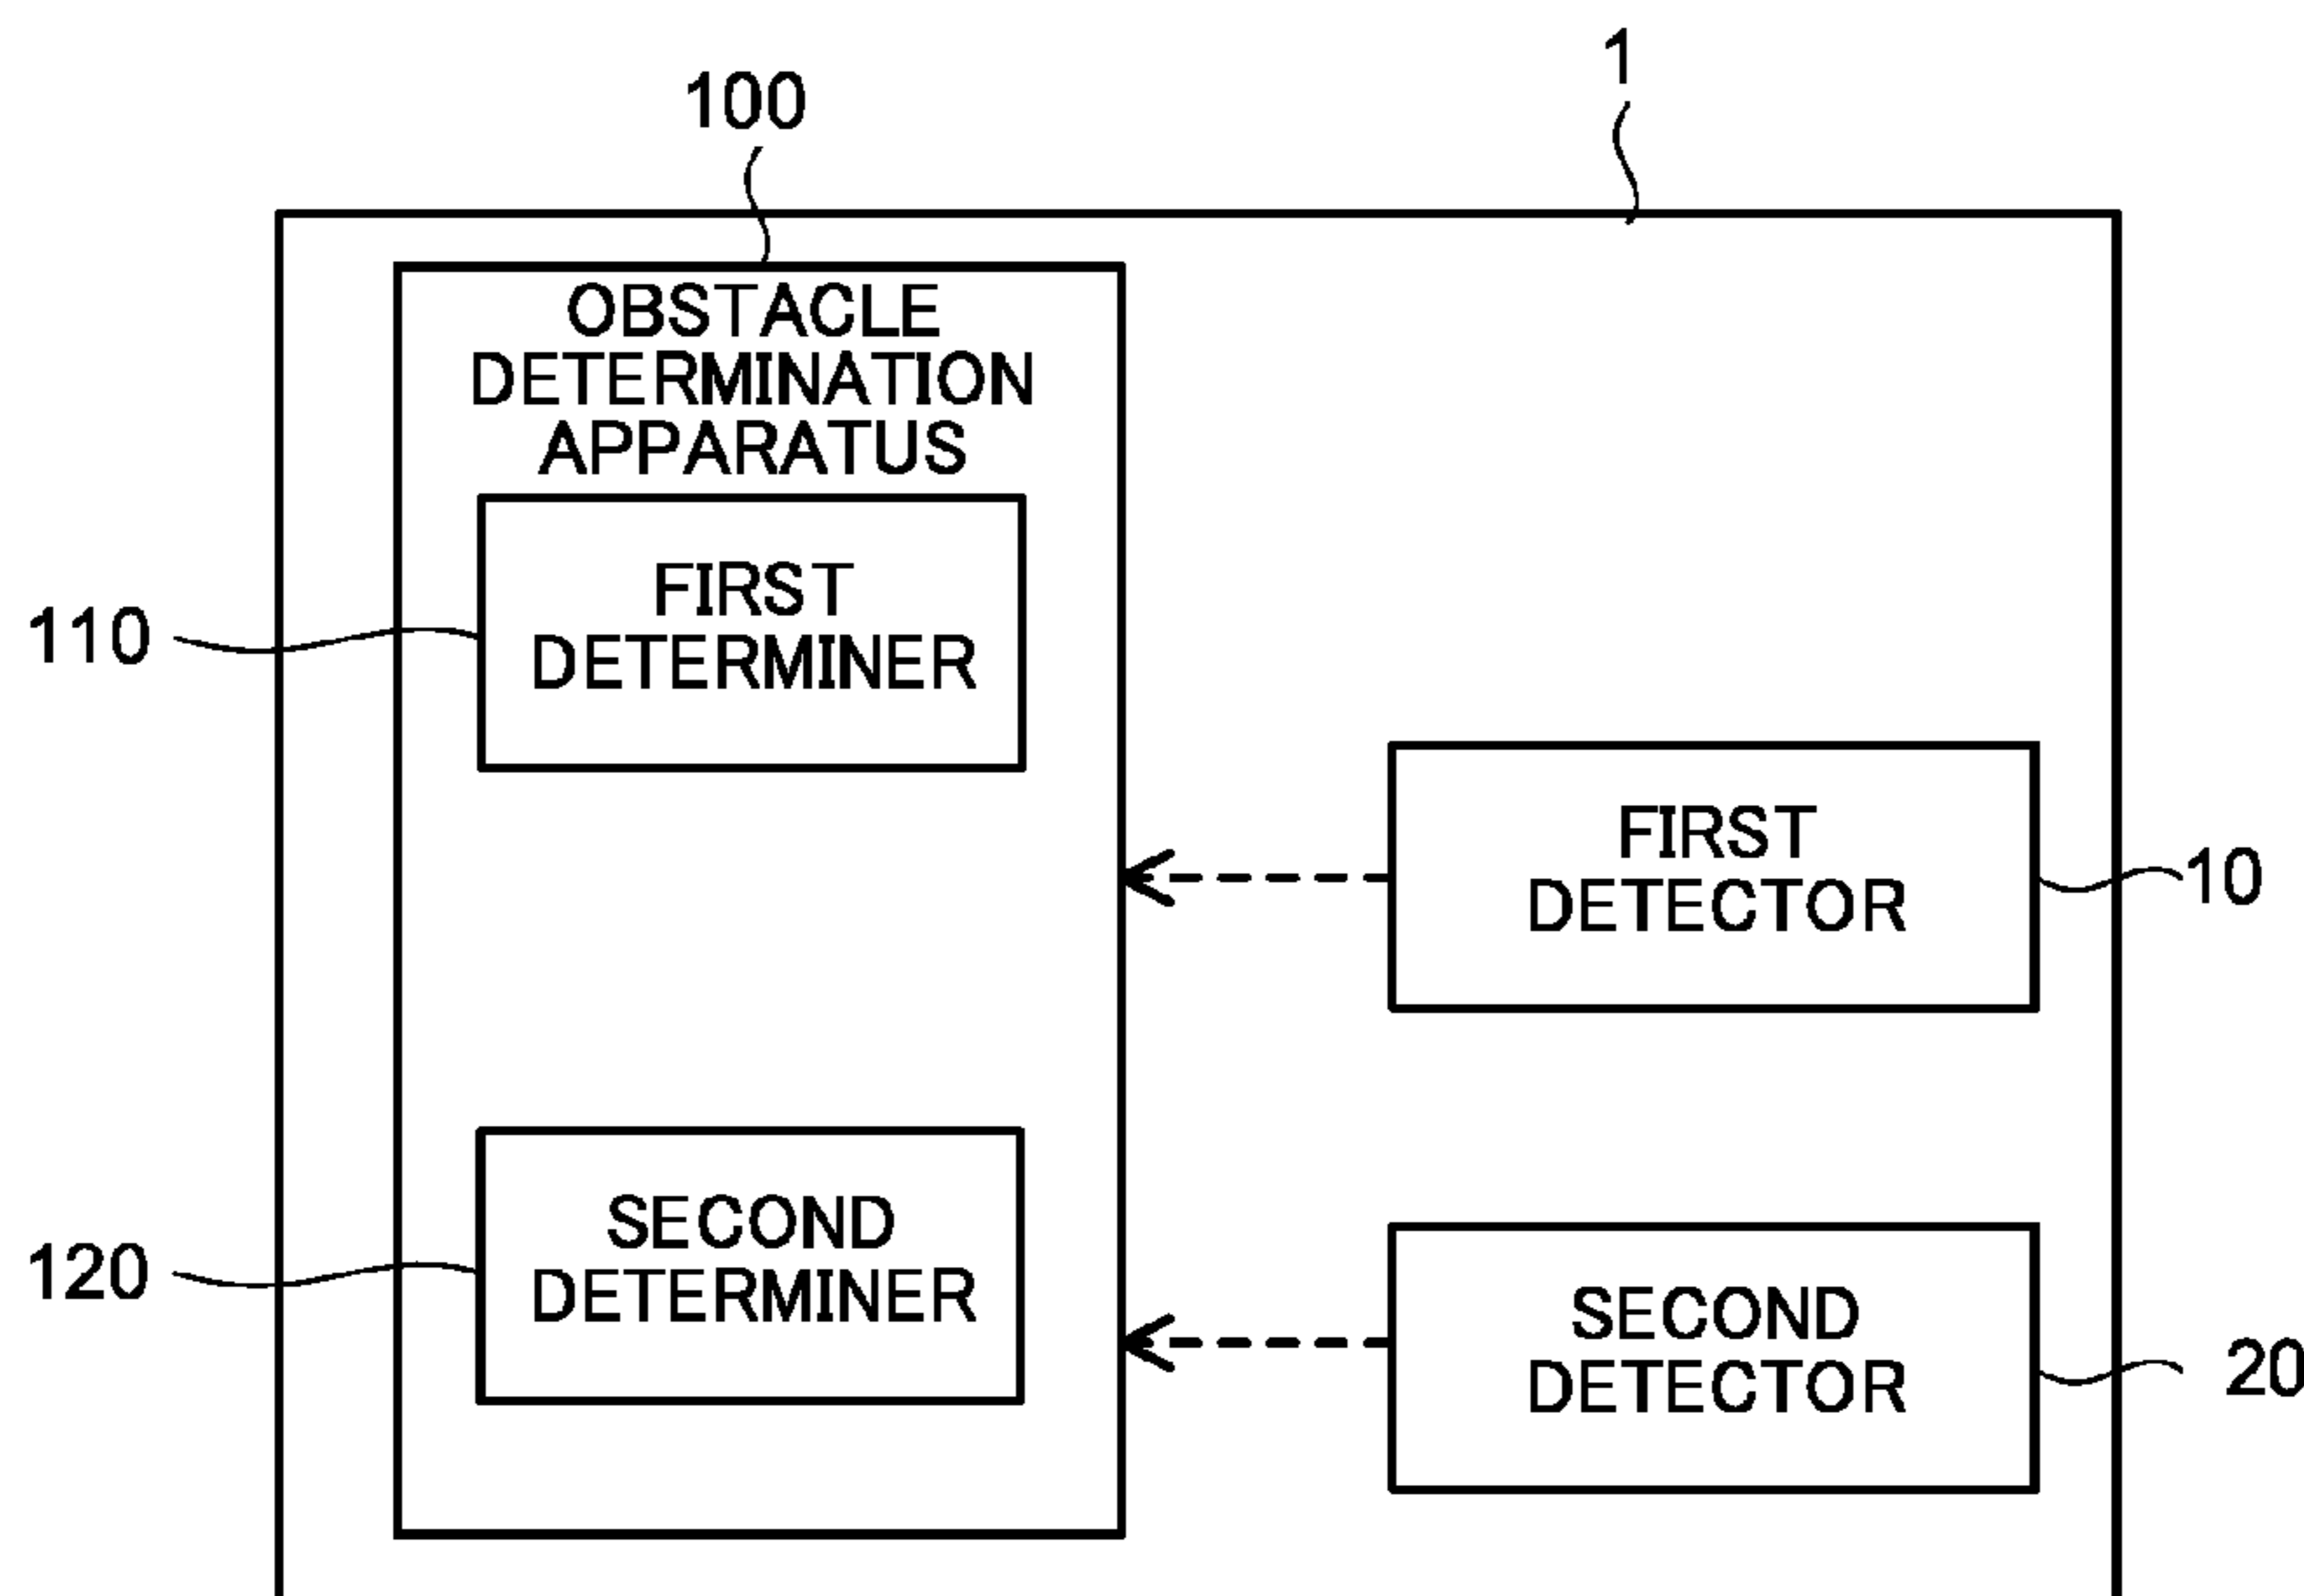 1
100
OBSTACLE
DETERMINATION
APPARATUS
FIRST
DETERMINER
110
FIRST
DETECTOR
10
SECOND
DETERMINER
120
SECOND
DETECTOR
20